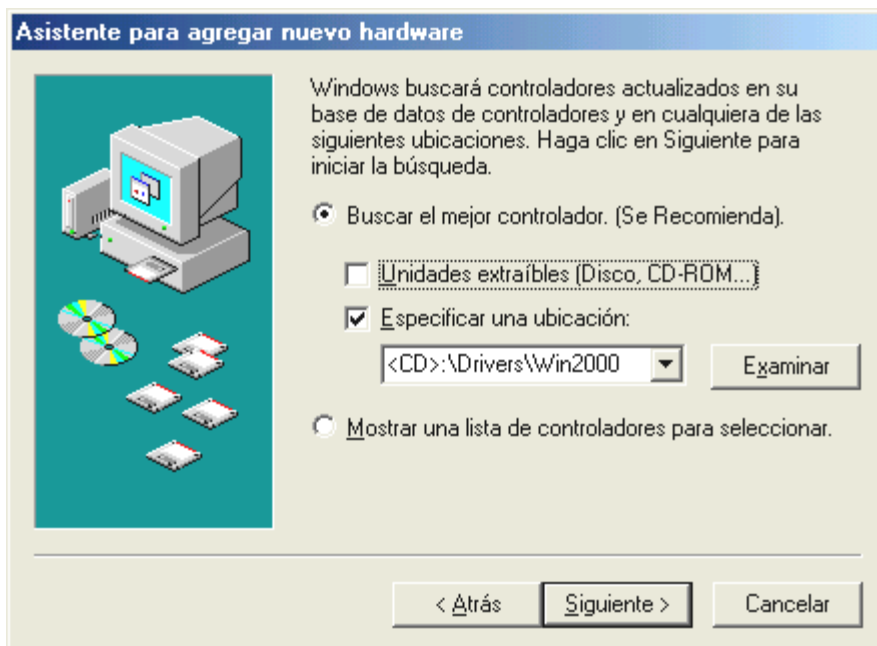 Asistente para agregar nuevo hardware
Windows buscará controladores actualizados en su
base de datos de controladores y en cualquiera de las
siguientes ubicaciones. Haga clic en Siguiente para
iniciar la búsqueda.
Buscar el mejor controlador. (Se Recomienda).
Unidades extraíbles (Disco, CD-ROM...)
Especificar una ubicación:
<CD>:\Drivers\Win2000
Examinar
Mostrar una lista de controladores para seleccionar.
< Atrás
Siguiente >
Cancelar